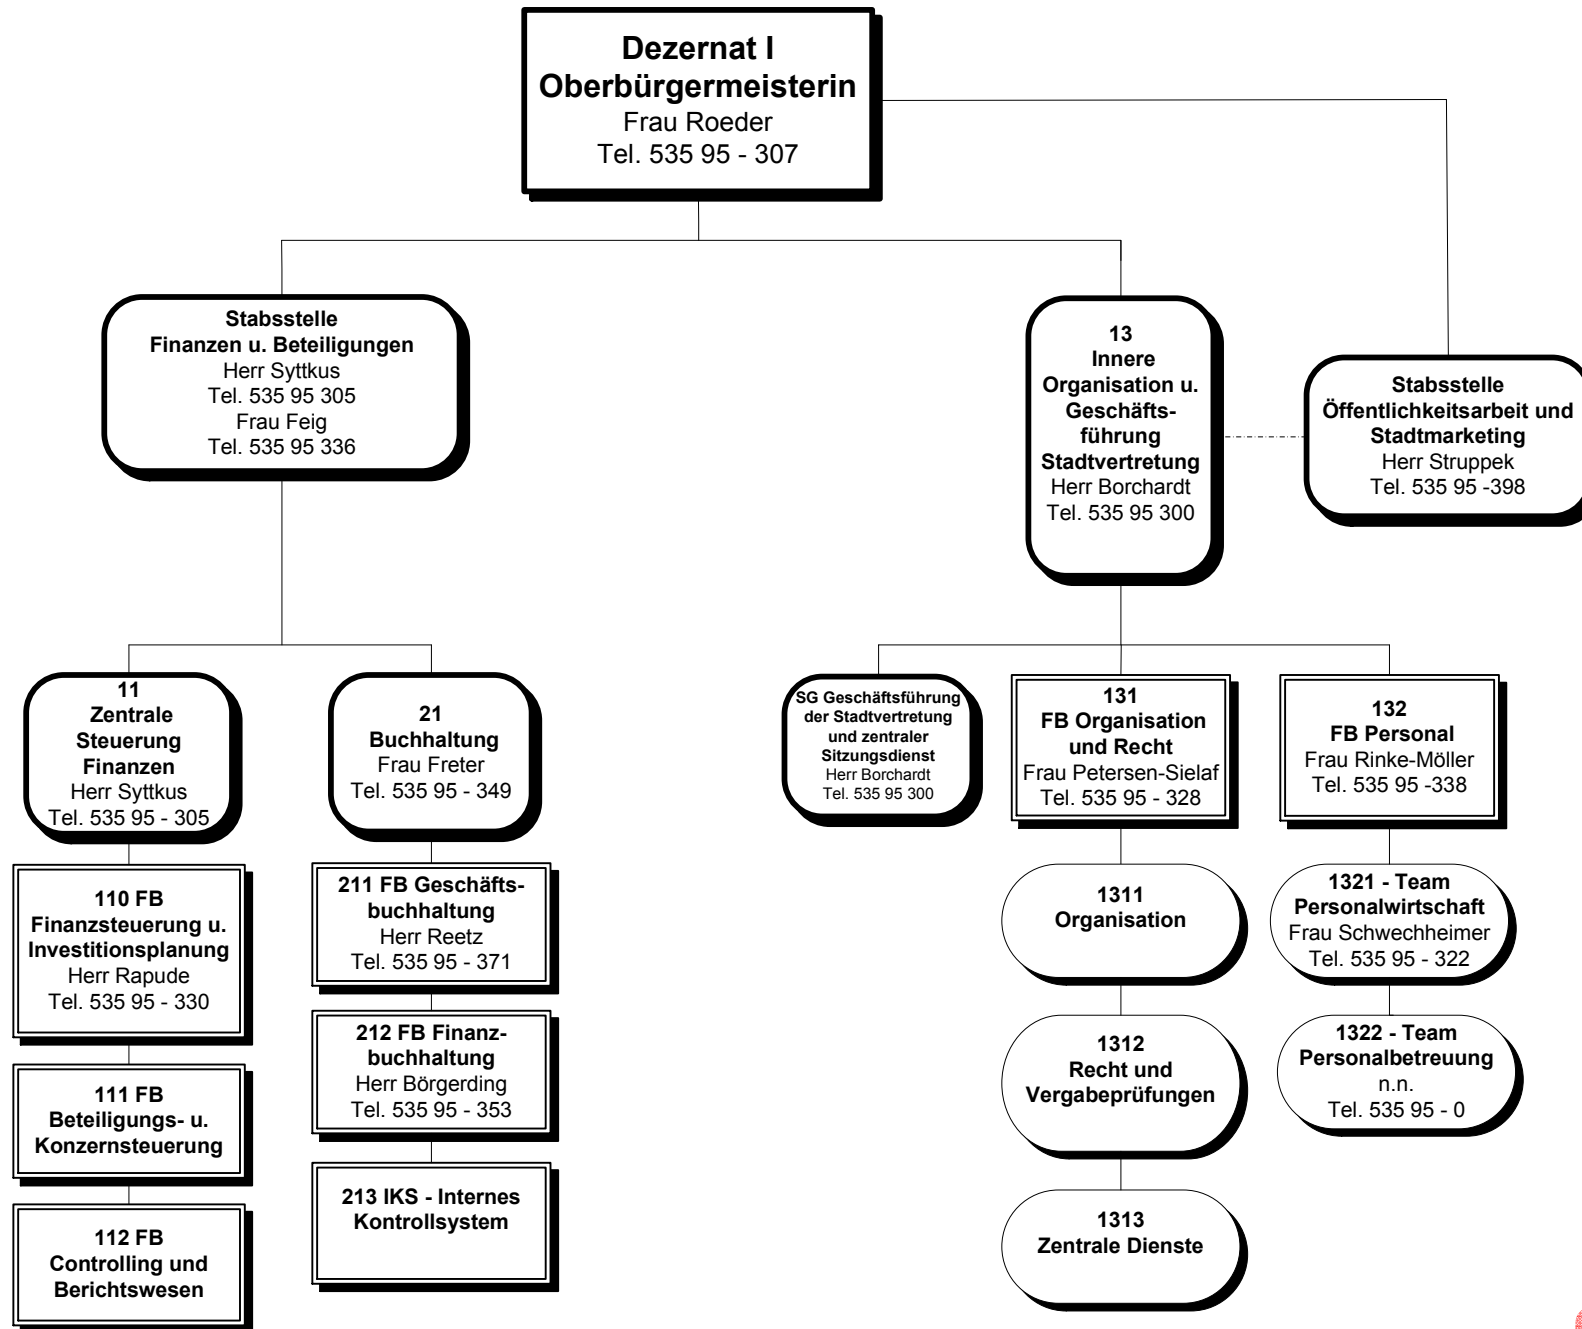 Dezernat I
Oberbürgermeisterin
Frau Roeder
Tel. 535 95 - 307
Stabsstelle
Finanzen u. Beteiligungen
Herr Syttkus
Tel. 535 95 305
Frau Feig
Tel. 535 95 336
13
Innere
Organisation u.
Geschäfts-
führung
Stadtvertretung
Herr Borchardt
Tel. 535 95 300
Stabsstelle
Öffentlichkeitsarbeit und
Stadtmarketing
Herr Struppek
Tel. 535 95 -398
11
Zentrale
Steuerung
Finanzen
Herr Syttkus
Tel. 535 95 - 305
21
Buchhaltung
Frau Freter
Tel. 535 95 - 349
SG Geschäftsführung
der Stadtvertretung
und zentraler
Sitzungsdienst
Herr Borchardt
Tel. 535 95 300
131
FB Organisation
und Recht
Frau Petersen-Sielaf
Tel. 535 95 - 328
132
FB Personal
Frau Rinke-Möller
Tel. 535 95 -338
110 FB
Finanzsteuerung u.
Investitionsplanung
Herr Rapude
Tel. 535 95 - 330
211 FB Geschäfts-
buchhaltung
Herr Reetz
Tel. 535 95 - 371
1311
Organisation
1321 - Team
Personalwirtschaft
Frau Schwechheimer
Tel. 535 95 - 322
111 FB
Beteiligungs- u.
Konzernsteuerung
212 FB Finanz-
buchhaltung
Herr Börgerding
Tel. 535 95 - 353
1312
Recht und
Vergabeprüfungen
1322 - Team
Personalbetreuung
n.n.
Tel. 535 95 - 0
112 FB
Controlling und
Berichtswesen
213 IKS - Internes
Kontrollsystem
1313
Zentrale Dienste